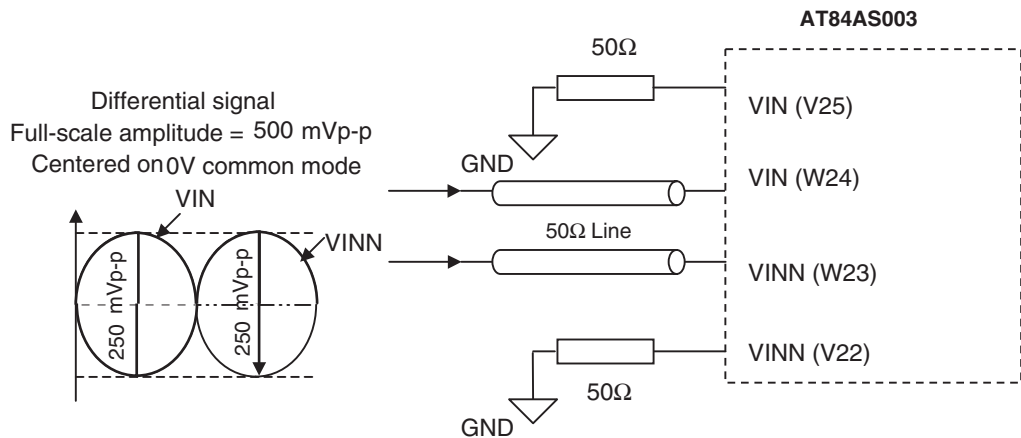 AT84AS003
50Ω
Differential signal
Full-scale amplitude = 500 mVp-p
Centered on 0V common mode
VIN
VINN
250 mVp-p
250 mVp-p
GND
VIN (V25)
VIN (W24)
50Ω Line
VINN (W23)
VINN (V22)
50Ω
GND